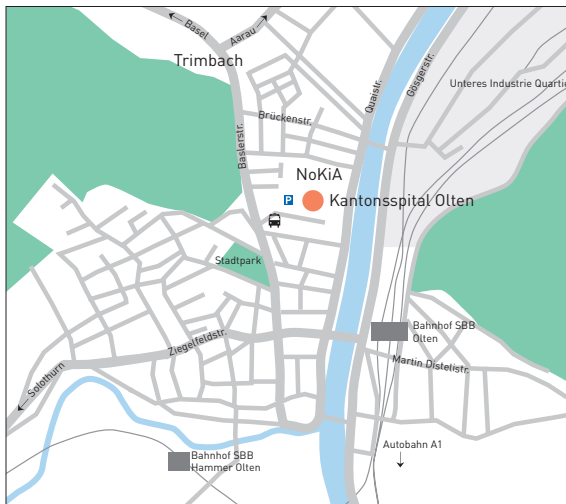 Basel
Aarau
Trimbach
Quaistr.
Gösgerstr.
Unteres Industrie Quartie
Brückenstr.
Baslerstr.
NoKiA
P
Kantonsspital Olten
Stadtpark
Ziegelfeldstr.
Bahnhof SBB
Olten
Martin Distelistr.
Solothurn
Autobahn A1
Bahnhof SBB
Hammer Olten